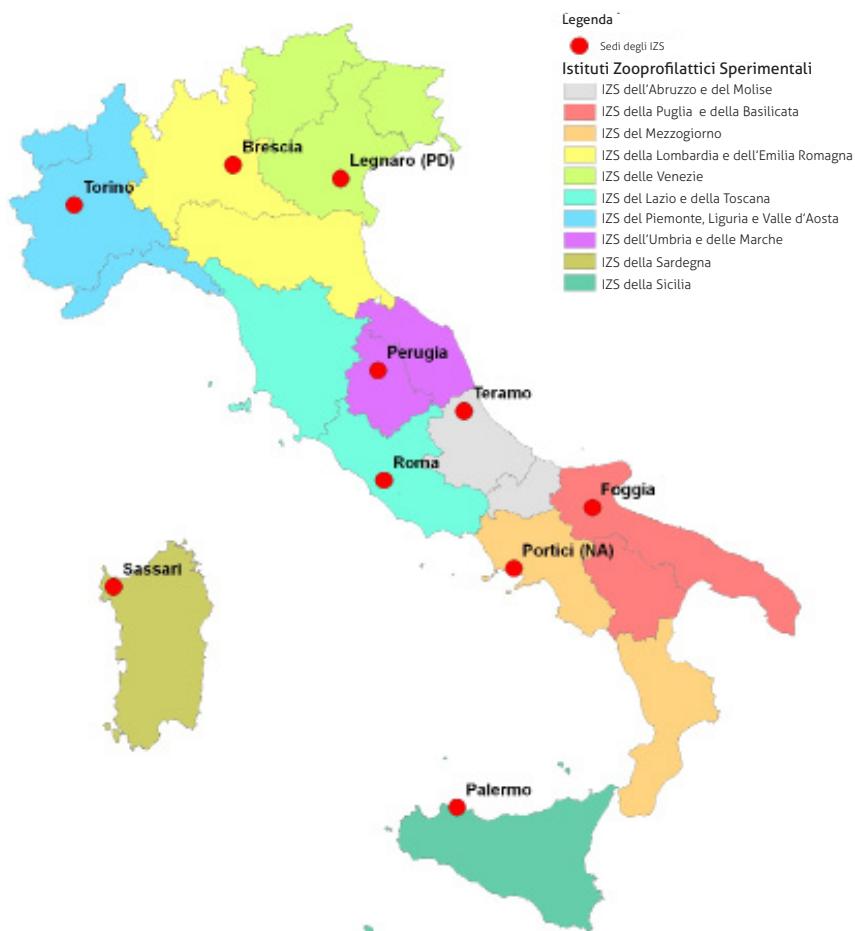 Legenda
Sedi degli IZS
Istituti Zooprofilattici Sperimentali
IZS dell'Abruzzo e del Molise
IZS della Puglia e della Basilicata
IZS del Mezzogiorno
IZS della Lombardia e dell'Emilia Romagna
IZS delle Venezie
IZS del Lazio e della Toscana
IZS del Piemonte, Liguria e Valle d'Aosta
IZS dell'Umbria e delle Marche
IZS della Sardegna
IZS della Sicilia
Brescia
Legnaro (PD)
Torino
Perugia
Teramo
Roma
Foggia
Portici (NA)
Sassari
Palermo